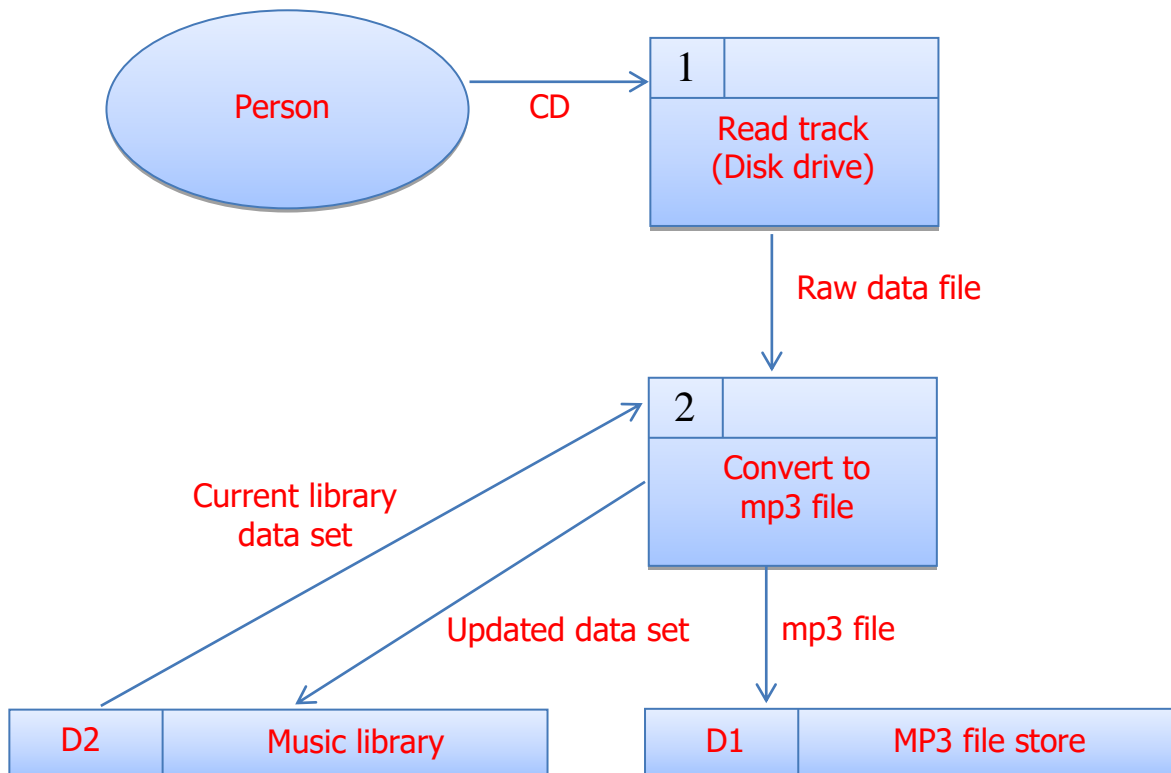 1
Person
CD
Read track
(Disk drive)
Raw data file
2
Convert to
mp3 file
Current library
data set
Updated data set
mp3 file
D2
Music library
D1
MP3 file store